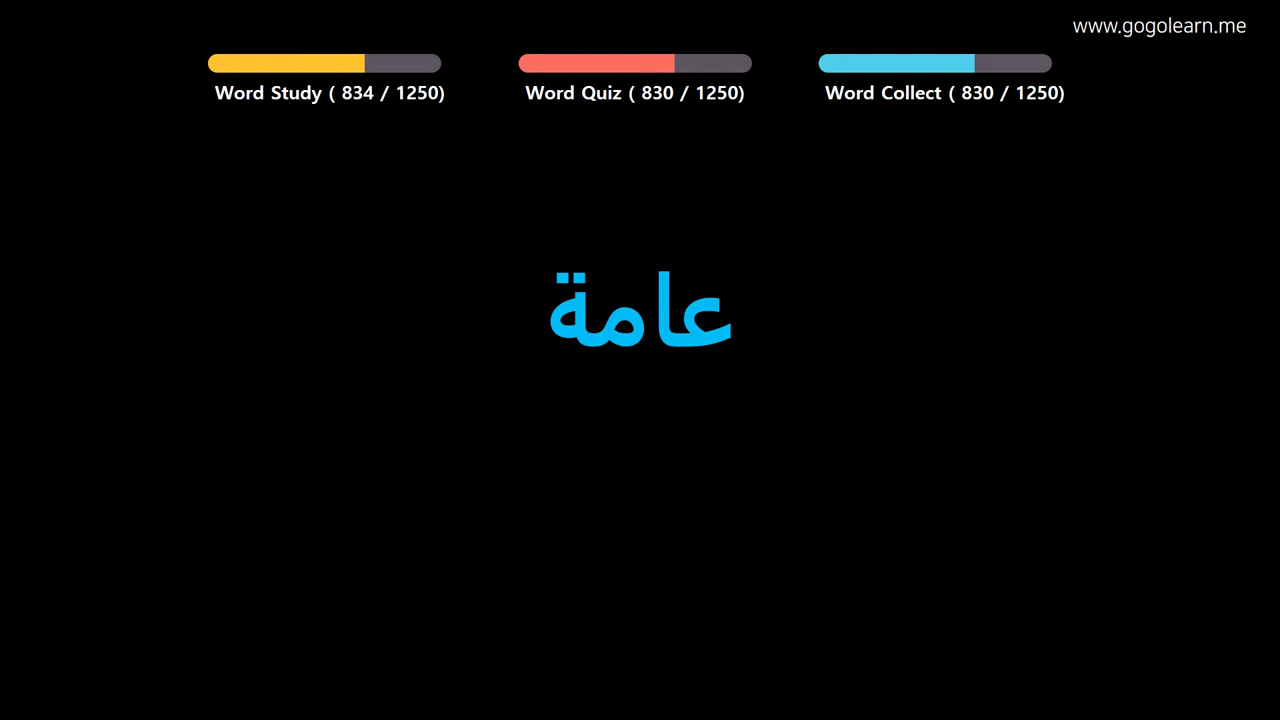 www.gogolearn.me
Word Study ( 834 / 1250)
Word Quiz ( 830 / 1250)
Word Collect ( 830 / 1250)
عامة